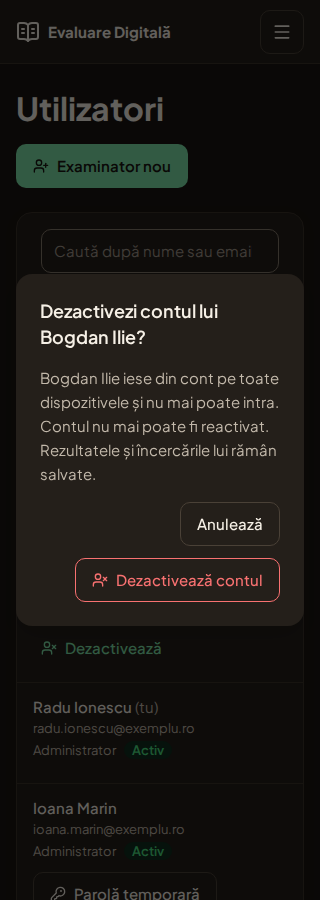 Evaluare Digitală
Utilizatori
Examinator nou
Caută după nume sau emai
Dezactivezi contul lui
Bogdan Ilie?
Bogdan Ilie iese din cont pe toate
dispozitivele și nu mai poate intra.
Contul nu mai poate fi reactivat.
Rezultatele și încercările lui rămân
salvate.
Anulează
Dezactivează contul
Dezactivează
Radu Ionescu (tu)
radu.ionescu@exemplu.ro
Administrator Activ
Ioana Marin
ioana.marin@exemplu.ro
Administrator Activ
Parolă temporară